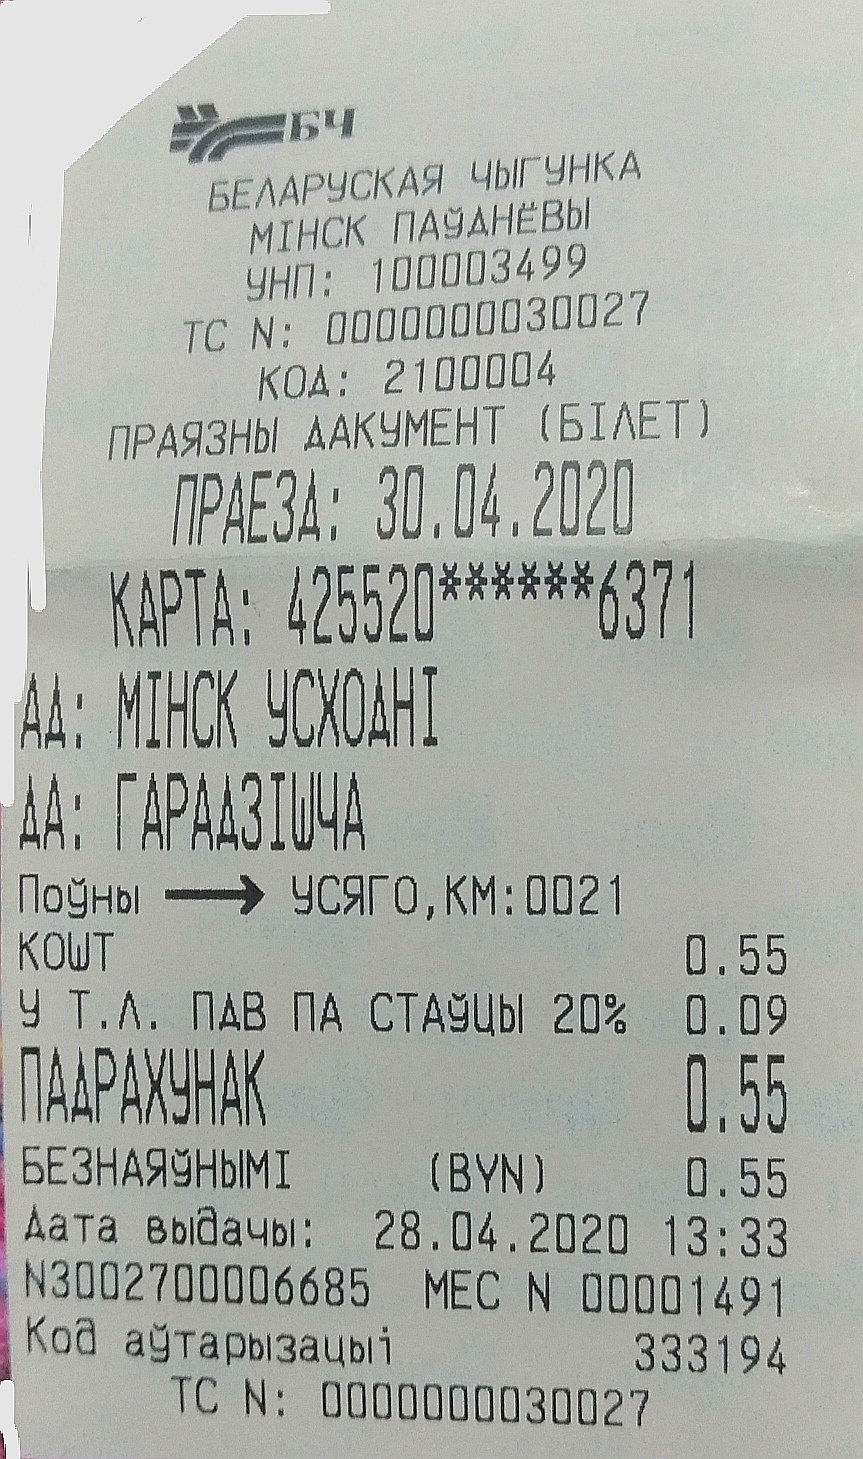 БЧ
БЕЛАРУСКАЯ ЧЫГУНКА
МІНСК ПАЎДНЁВЫ
УНП: 100003499
ТС N: 0000000030027
КОД: 2100004
ПРАЯЗНЫ ДАКУМЕНТ (БІЛЕТ)
ПРАЕЗД: 30.04.2020
КАРТА: 425520******6371
АД: МІНСК УСХОДНІ
ДА: ГАРАДЗІШЧА
Поўны → УСЯГО,КМ:0021
КОШТ 0.55
У Т.Л. ПДВ ПА СТАЎЦЫ 20% 0.09
ПАДРАХУНАК 0.55
БЕЗНАЯЎНЫМІ (BYN) 0.55
Дата выдачы: 28.04.2020 13:33
N3002700006685 МЕС N 00001491
Код аўтарызацыі 333194
ТС N: 0000000030027